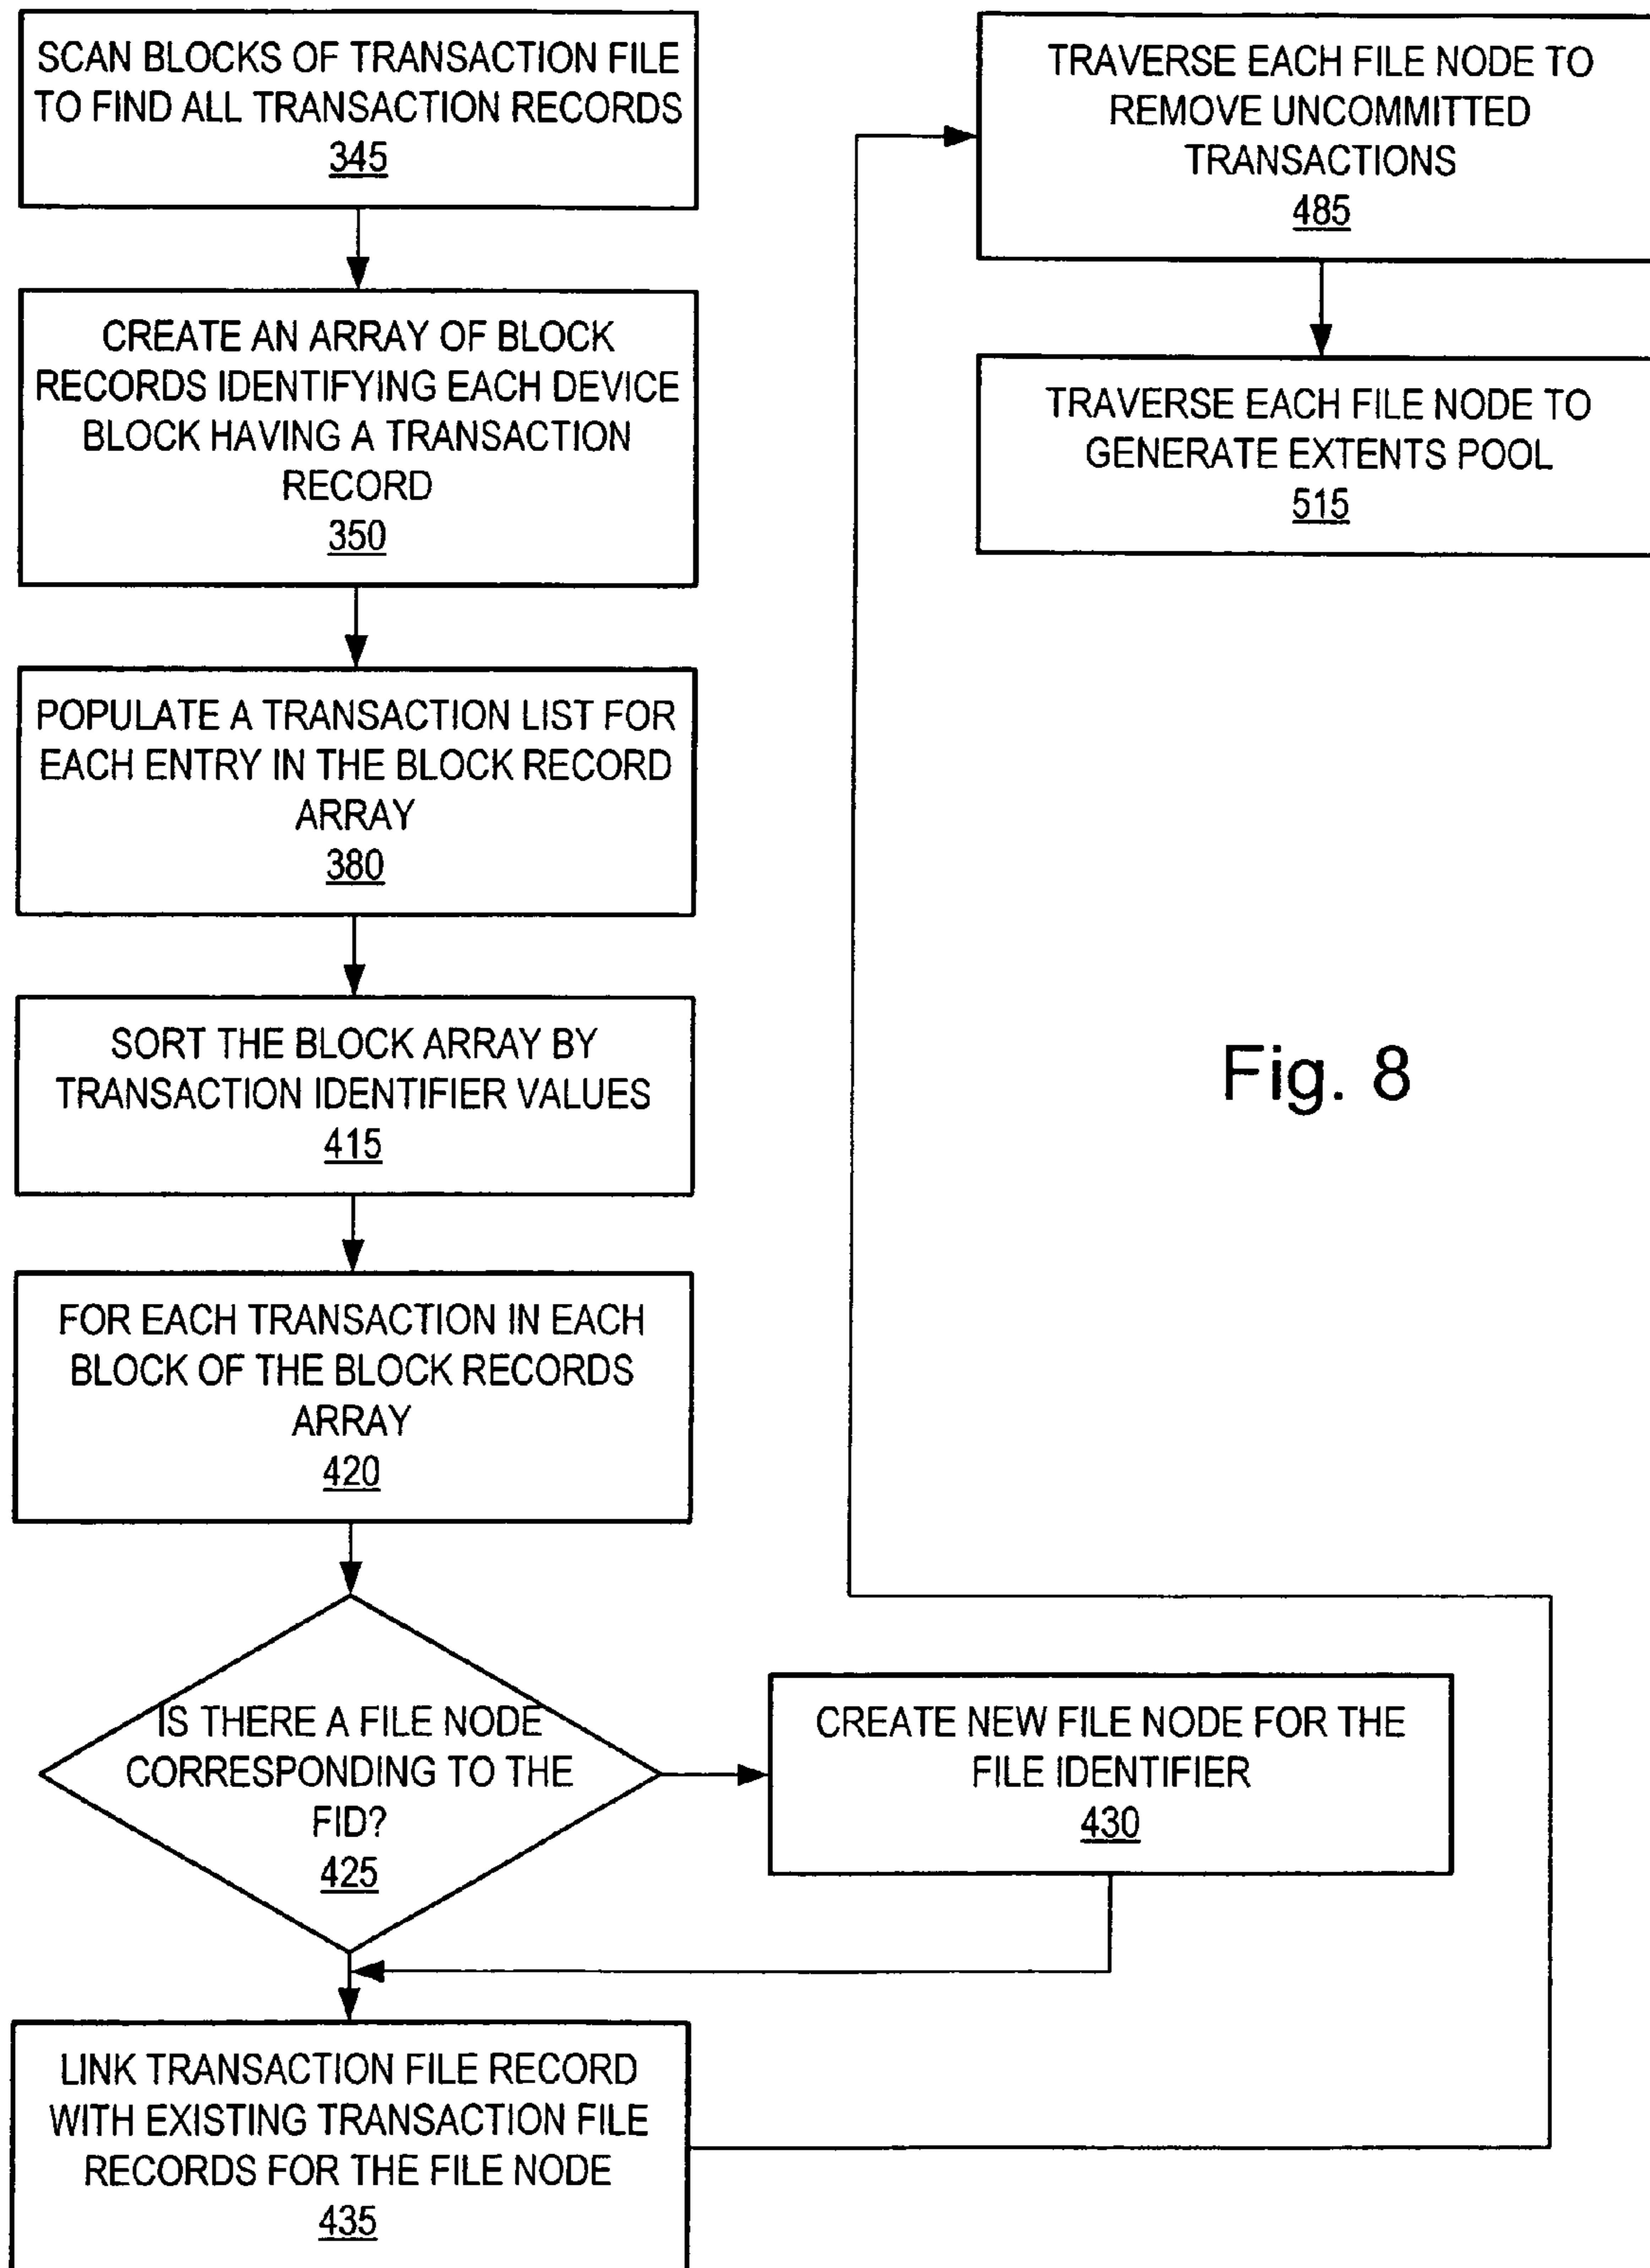 SCAN BLOCKS OF TRANSACTION FILE
TO FIND ALL TRANSACTION RECORDS
345
CREATE AN ARRAY OF BLOCK
RECORDS IDENTIFYING EACH DEVICE
BLOCK HAVING A TRANSACTION
RECORD
350
POPULATE A TRANSACTION LIST FOR
EACH ENTRY IN THE BLOCK RECORD
ARRAY
380
SORT THE BLOCK ARRAY BY
TRANSACTION IDENTIFIER VALUES
415
FOR EACH TRANSACTION IN EACH
BLOCK OF THE BLOCK RECORDS
ARRAY
420
IS THERE A FILE NODE
CORRESPONDING TO THE
FID?
425
CREATE NEW FILE NODE FOR THE
FILE IDENTIFIER
430
LINK TRANSACTION FILE RECORD
WITH EXISTING TRANSACTION FILE
RECORDS FOR THE FILE NODE
435
TRAVERSE EACH FILE NODE TO
REMOVE UNCOMMITTED
TRANSACTIONS
485
TRAVERSE EACH FILE NODE TO
GENERATE EXTENTS POOL
515
Fig. 8